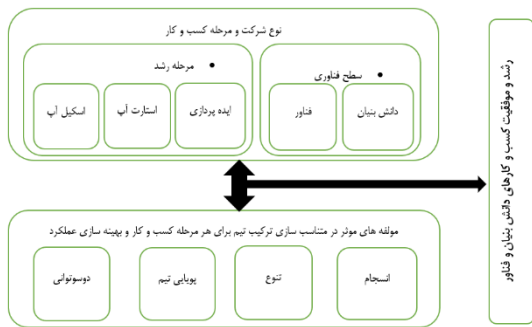 نوع شرکت و مرحله کسب و کار
سطح فناوری
دانش بنیان
فناور
مرحله رشد
ایده پردازی
استارت آپ
اسکیل آپ
مولفه های موثر در متناسب سازی ترکیب تیم برای هر مرحله کسب و کار و بهینه سازی عملکرد
انسجام
تنوع
پویایی تیم
دوسوتوانی
رشد و موفقیت کسب و کارهای دانش بنیان و فناور